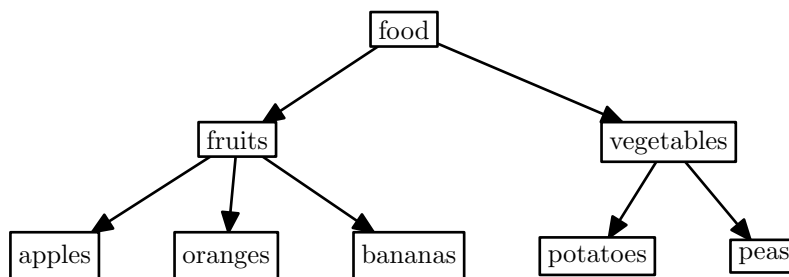 food
fruits
vegetables
apples
oranges
bananas
potatoes
peas